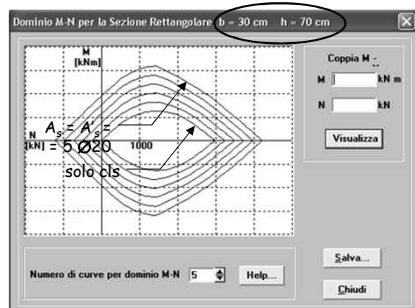 Dominio M-N per la Sezione Rettangolare b = 30 cm h = 70 cm
M
[kNm]
N
[kN]
1000
As = A's =
= 5 Ø20
solo cls
Coppia M -
M kN m
N kN
Visualizza
Numero di curve per dominio M-N 5
Help...
Salva...
Chiudi